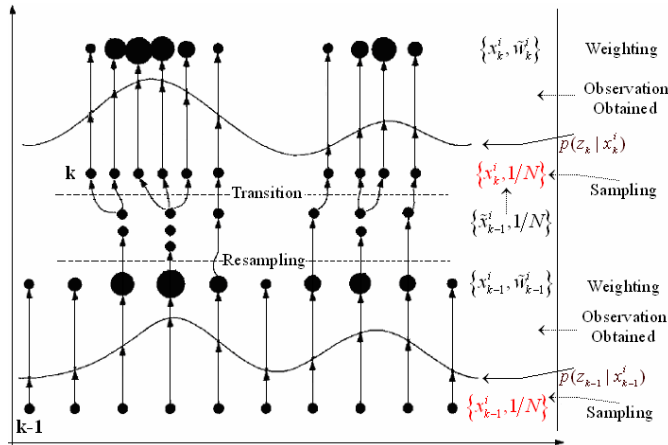 {x_k^i, w̃_k^i} Weighting
Observation
Obtained
p(z_k | x_k^i)
k
{x_k^i, 1/N}
Transition
Sampling
{x̃_{k-1}^i, 1/N}
Resampling
{x_{k-1}^i, w̃_{k-1}^i} Weighting
Observation
Obtained
p(z_{k-1} | x_{k-1}^i)
{x_{k-1}^i, 1/N} Sampling
k-1